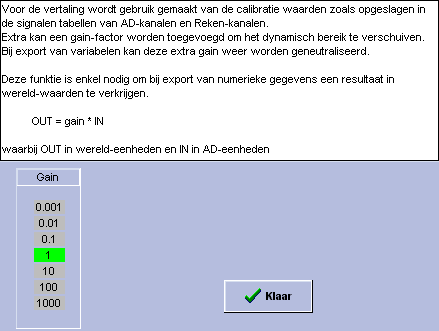 Voor de vertaling wordt gebruik gemaakt van de calibratie waarden zoals opgeslagen in
de signalen tabellen van AD-kanalen en Reken-kanalen.
Extra kan een gain-factor worden toegevoegd om het dynamisch bereik te verschuiven.
Bij export van variabelen kan deze extra gain weer worden geneutraliseerd.
Deze funktie is enkel nodig om bij export van numerieke gegevens een resultaat in
wereld-waarden te verkrijgen.
OUT = gain * IN
waarbij OUT in wereld-eenheden en IN in AD-eenheden
Gain
0.001
0.01
0.1
1
10
100
1000
Klaar